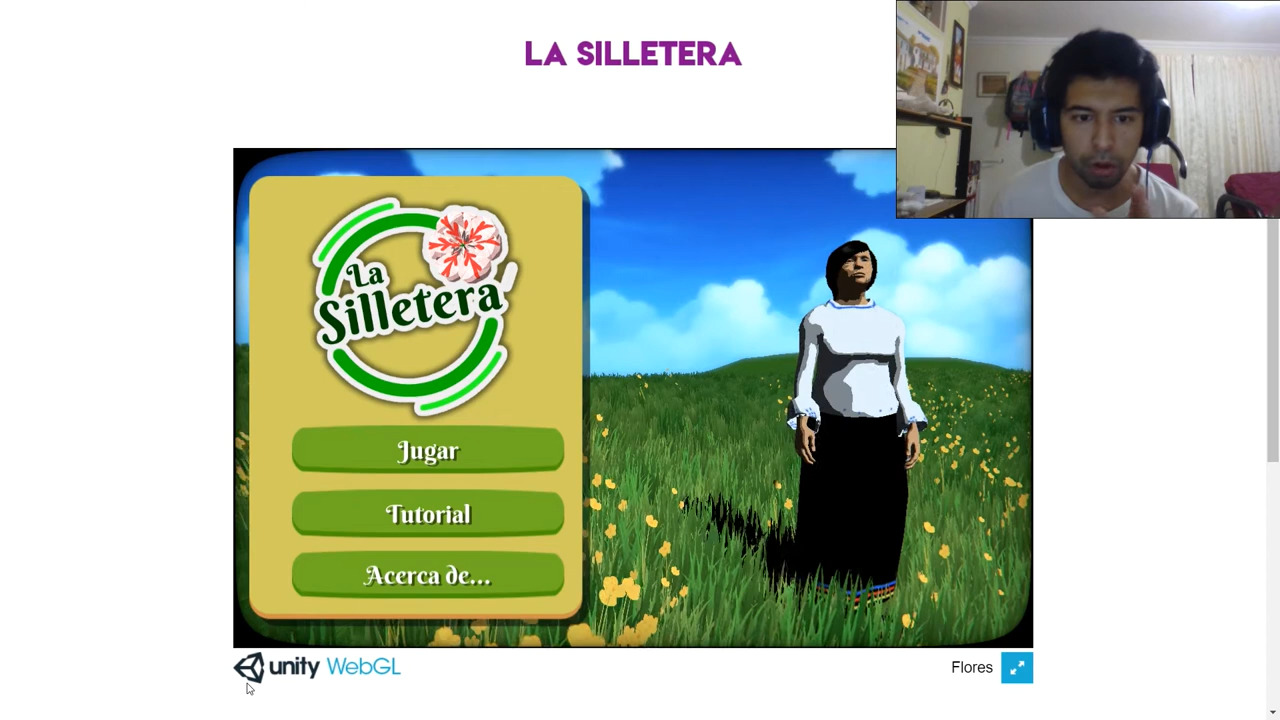 LA SILLETERA
La
Silletera
Jugar
Tutorial
Acerca de...
unity WebGL
Flores